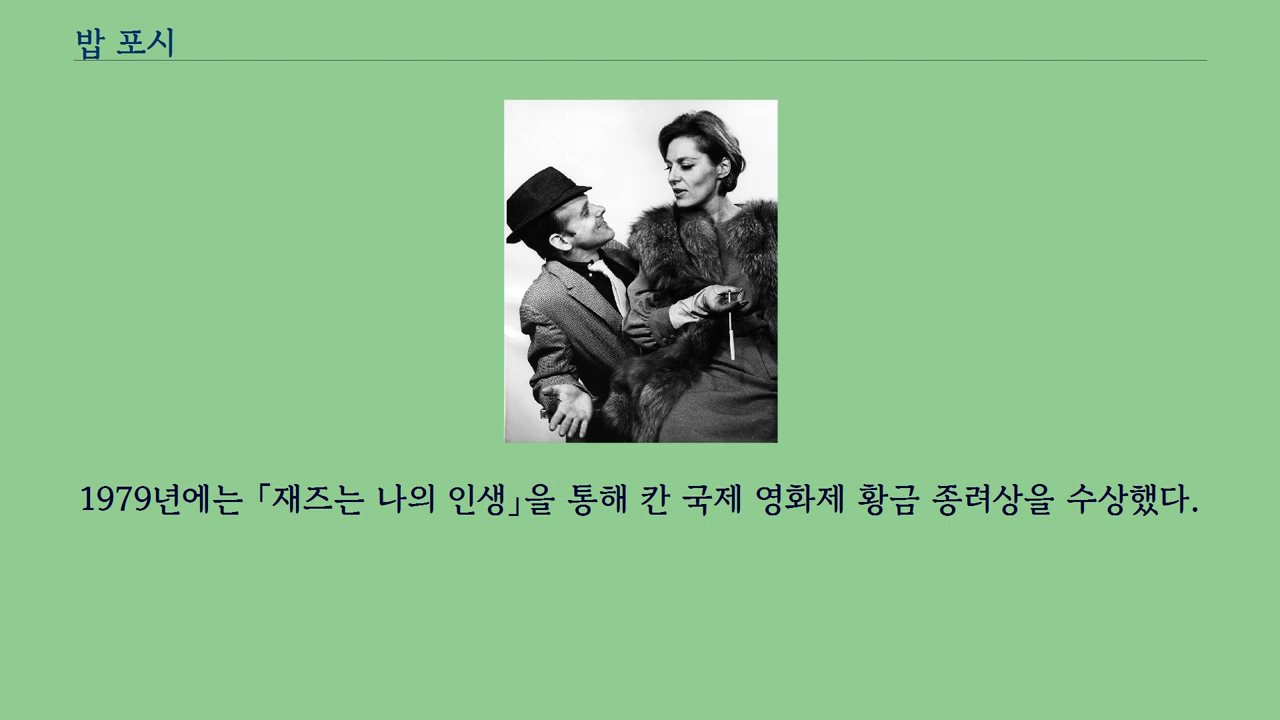 밥 포시
1979년에는 「재즈는 나의 인생」을 통해 칸 국제 영화제 황금 종려상을 수상했다.